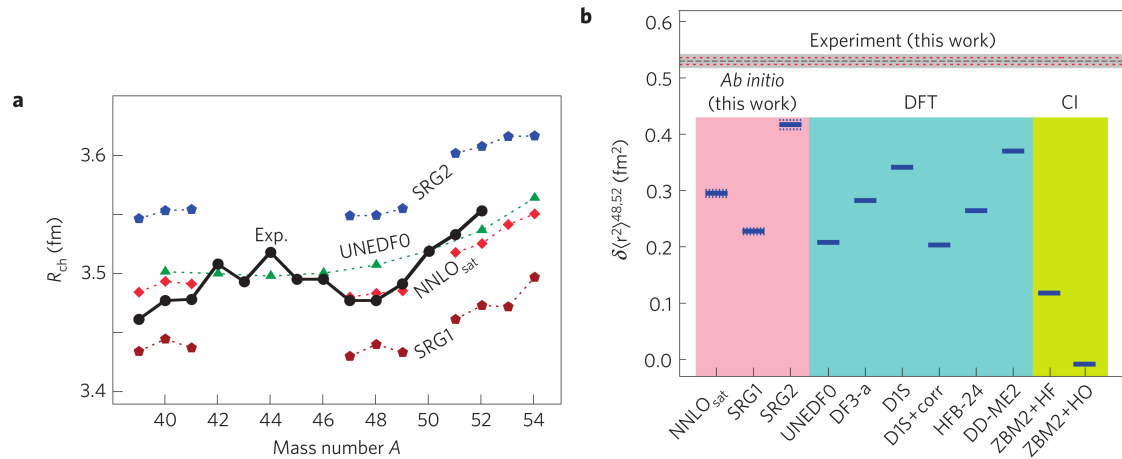 a
R_ch (fm)
3.6
3.5
3.4
SRG2
Exp.
UNEDF0
NNLO_sat
SRG1
40 42 44 46 48 50 52 54
Mass number A
b
δ⟨r²⟩^48,52 (fm²)
0.6
0.5
0.4
0.3
0.2
0.1
0.0
Experiment (this work)
Ab initio
(this work)
DFT
CI
NNLO_sat
SRG1
SRG2
UNEDF0
DF3-a
D1S
D1S+corr
HFB-24
DD-ME2
ZBM2+HF
ZBM2+HO